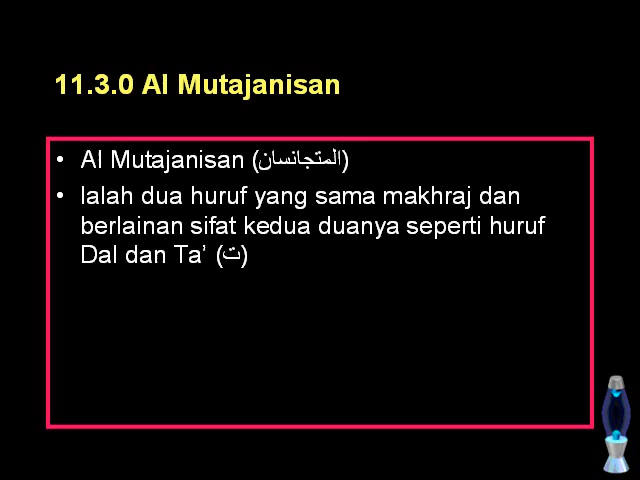 11.3.0 Al Mutajanisan
• Al Mutajanisan (المتجانسان)
• Ialah dua huruf yang sama makhraj dan
berlainan sifat kedua duanya seperti huruf
Dal dan Ta’ (ت)